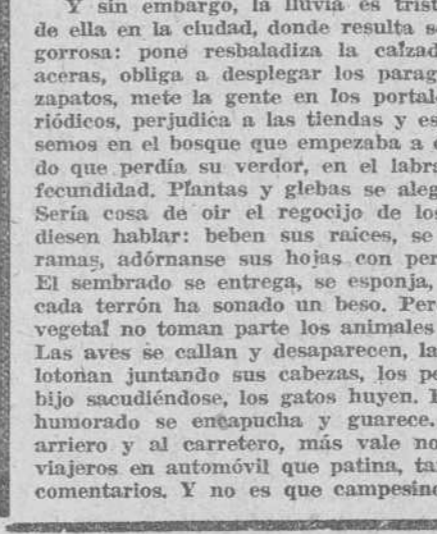 Y sin embargo, la lluvia es trist
de ella en la ciudad, donde resulta s
gorrosa: pone resbaladiza la calzad
aceras, obliga a desplegar los parag
zapatos, mete la gente en los portal
riódicos, perjudica a las tiendas y es
semos en el bosque que empezaba a
do que perdía su verdor, en el labra
fecundidad. Plantas y glebas se aleg
Sería cosa de oir el regocijo de lo
diesen hablar: beben sus raíces, se
ramas, adórnanse sus hojas con per
El sembrado se entrega, se esponja,
cada terrón ha sonado un beso. Per
vegetal no toman parte los animales
Las aves se callan y desaparecen, la
lotonan juntando sus cabezas, los pe
bijo sacudiéndose, los gatos huyen.
humorado se encapucha y guarece.
arriero y al carretero, más vale no
viajeros en automóvil que patina, ta
comentarios. Y no es que campesino